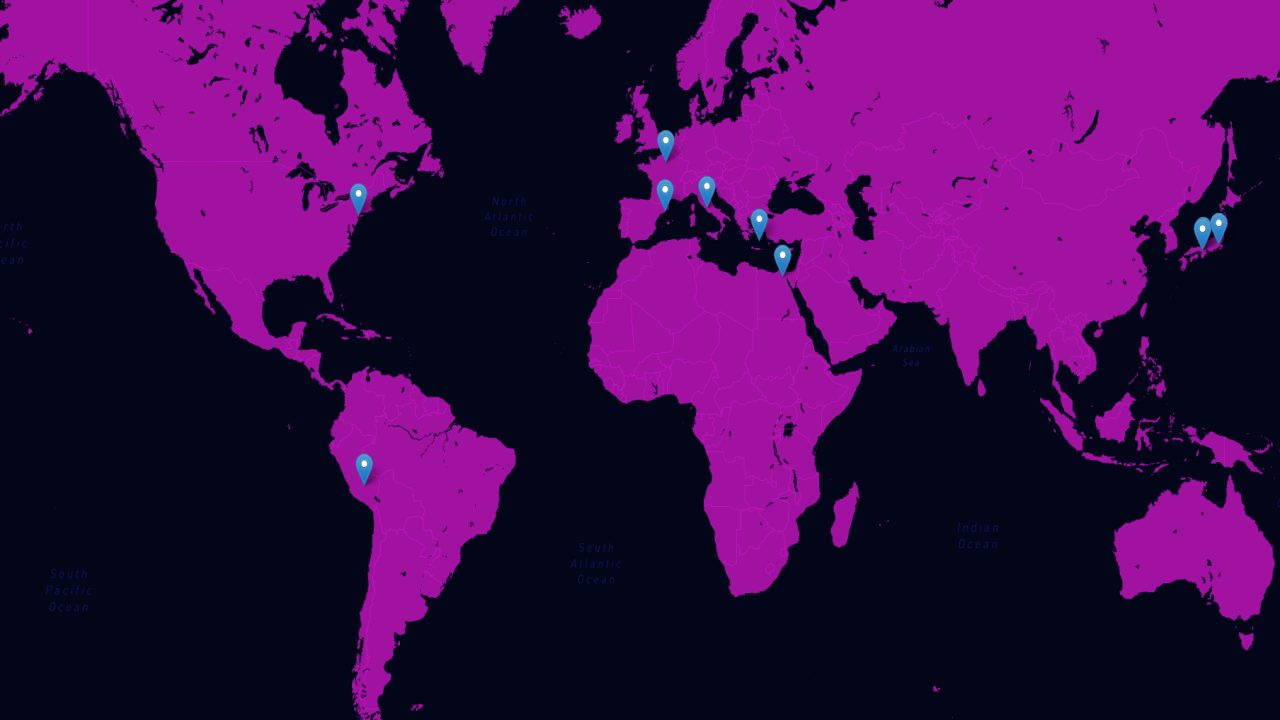 North
Atlantic
Ocean
rth
cific
ean
Arabian
Sea
Indian
Ocean
South
Atlantic
Ocean
South
Pacific
Ocean